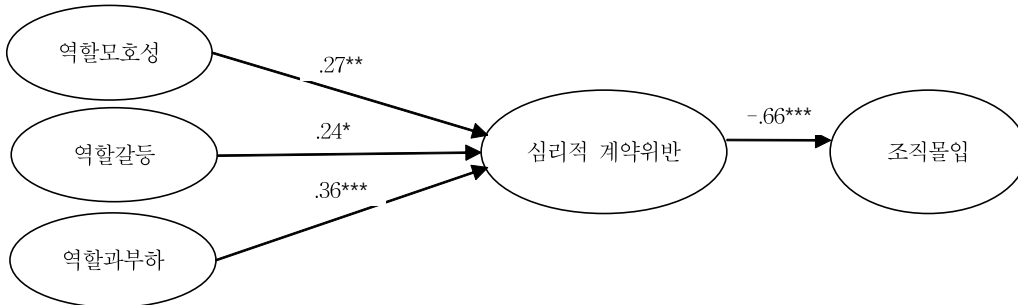 역할모호성
.27**
역할갈등
.24*
심리적 계약위반
-.66***
조직몰입
.36***
역할과부하